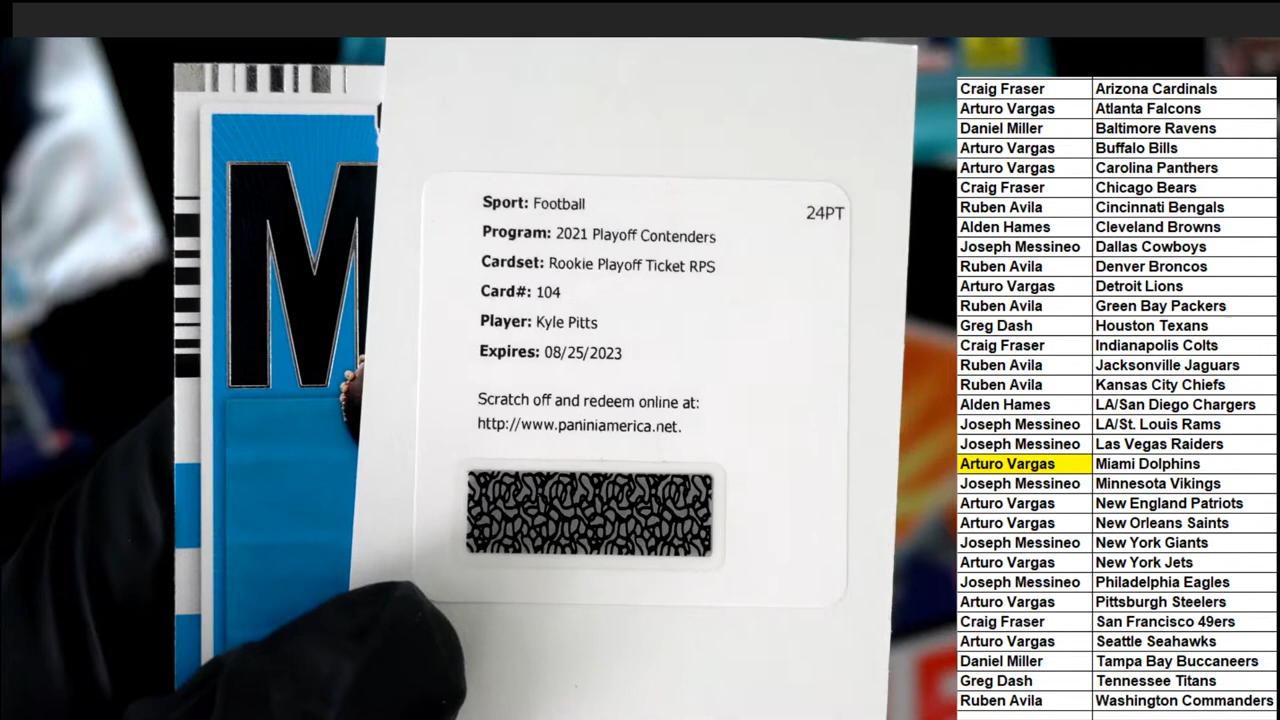 M
Sport: Football
24PT
Program: 2021 Playoff Contenders
Cardset: Rookie Playoff Ticket RPS
Card#: 104
Player: Kyle Pitts
Expires: 08/25/2023
Scratch off and redeem online at:
http://www.paniniamerica.net.
Craig Fraser Arizona Cardinals
Arturo Vargas Atlanta Falcons
Daniel Miller Baltimore Ravens
Arturo Vargas Buffalo Bills
Arturo Vargas Carolina Panthers
Craig Fraser Chicago Bears
Ruben Avila Cincinnati Bengals
Alden Hames Cleveland Browns
Joseph Messineo Dallas Cowboys
Ruben Avila Denver Broncos
Arturo Vargas Detroit Lions
Ruben Avila Green Bay Packers
Greg Dash Houston Texans
Craig Fraser Indianapolis Colts
Ruben Avila Jacksonville Jaguars
Ruben Avila Kansas City Chiefs
Alden Hames LA/San Diego Chargers
Joseph Messineo LA/St. Louis Rams
Joseph Messineo Las Vegas Raiders
Arturo Vargas Miami Dolphins
Joseph Messineo Minnesota Vikings
Arturo Vargas New England Patriots
Arturo Vargas New Orleans Saints
Joseph Messineo New York Giants
Arturo Vargas New York Jets
Joseph Messineo Philadelphia Eagles
Arturo Vargas Pittsburgh Steelers
Craig Fraser San Francisco 49ers
Arturo Vargas Seattle Seahawks
Daniel Miller Tampa Bay Buccaneers
Greg Dash Tennessee Titans
Ruben Avila Washington Commanders